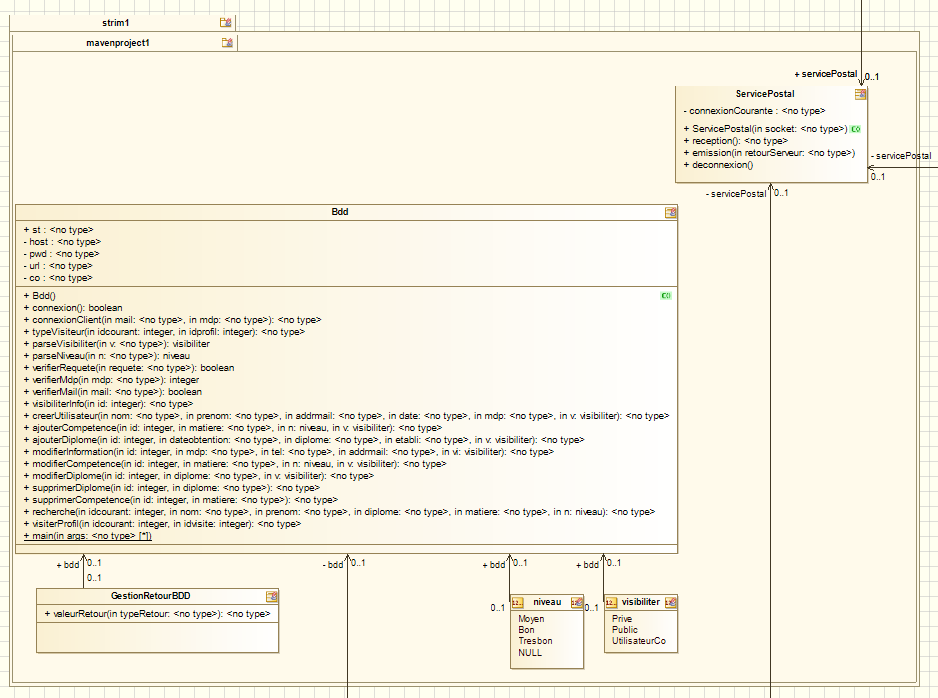 strim1
mavenproject1
+ servicePostal
0..1
ServicePostal
- connexionCourante : <no type>
+ ServicePostal(in socket: <no type>)
+ reception(): <no type>
+ emission(in retourServeur: <no type>)
+ deconnexion()
- servicePostal
0..1
- servicePostal
0..1
Bdd
+ st : <no type>
- host : <no type>
- pwd : <no type>
- url : <no type>
- co : <no type>
+ Bdd()
+ connexion(): boolean
+ connexionClient(in mail: <no type>, in mdp: <no type>): <no type>
+ typeVisiteur(in idcourant: integer, in idprofil: integer): <no type>
+ parseVisibiliter(in v: <no type>): visibiliter
+ parseNiveau(in n: <no type>): niveau
+ verifierRequete(in requete: <no type>): boolean
+ verifierMdp(in mdp: <no type>): integer
+ verifierMail(in mail: <no type>): boolean
+ visibiliterInfo(in id: integer): <no type>
+ creerUtilisateur(in nom: <no type>, in prenom: <no type>, in addrmail: <no type>, in date: <no type>, in mdp: <no type>, in v: visibiliter): <no type>
+ ajouterCompetence(in id: integer, in matiere: <no type>, in n: niveau, in v: visibiliter): <no type>
+ ajouterDiplome(in id: integer, in dateobtention: <no type>, in diplome: <no type>, in etabli: <no type>, in v: visibiliter): <no type>
+ modifierInformation(in id: integer, in mdp: <no type>, in tel: <no type>, in addrmail: <no type>, in vi: visibiliter): <no type>
+ modifierCompetence(in id: integer, in matiere: <no type>, in n: niveau, in v: visibiliter): <no type>
+ modifierDiplome(in id: integer, in diplome: <no type>, in v: visibiliter): <no type>
+ supprimerDiplome(in id: integer, in diplome: <no type>): <no type>
+ supprimerCompetence(in id: integer, in matiere: <no type>): <no type>
+ recherche(in idcourant: integer, in nom: <no type>, in prenom: <no type>, in diplome: <no type>, in matiere: <no type>, in n: niveau): <no type>
+ visiterProfil(in idcourant: integer, in idvisite: integer): <no type>
+ main(in args: <no type> [*])
+ bdd 0..1
0..1
- bdd 0..1
+ bdd 0..1
+ bdd 0..1
GestionRetourBDD
+ valeurRetour(in typeRetour: <no type>): <no type>
0..1
niveau
Moyen
Bon
Tresbon
NULL
0..1
visibiliter
Prive
Public
UtilisateurCo